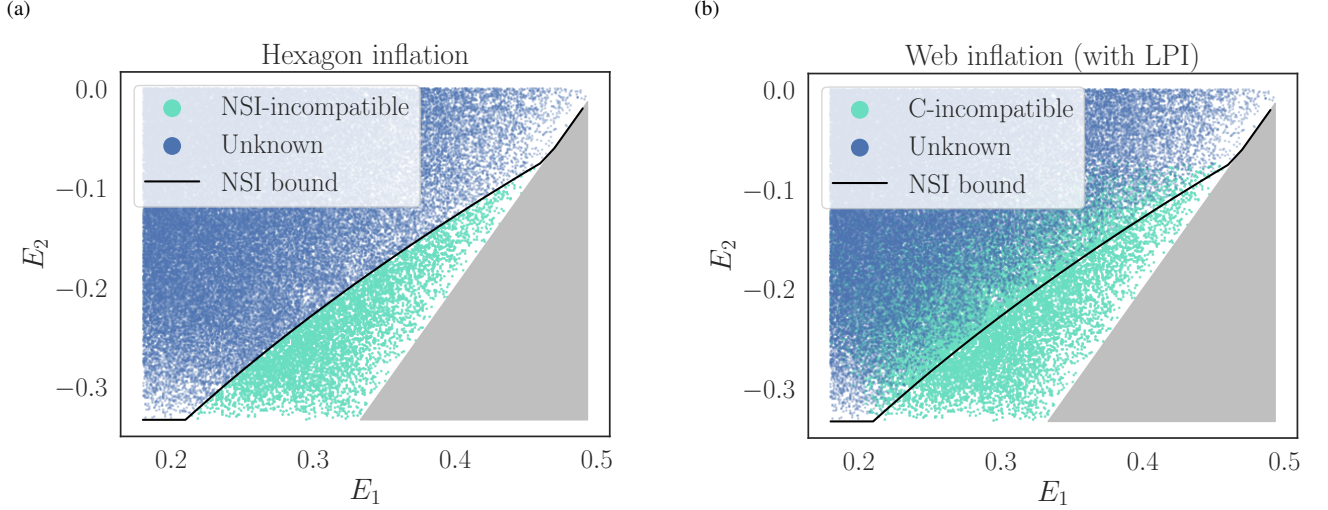 (a)
Hexagon inflation
NSI-incompatible
Unknown
NSI bound
0.0
−0.1
−0.2
−0.3
E₂
0.2
0.3
0.4
0.5
E₁
(b)
Web inflation (with LPI)
C-incompatible
Unknown
NSI bound
0.0
−0.1
−0.2
−0.3
E₂
0.2
0.3
0.4
0.5
E₁